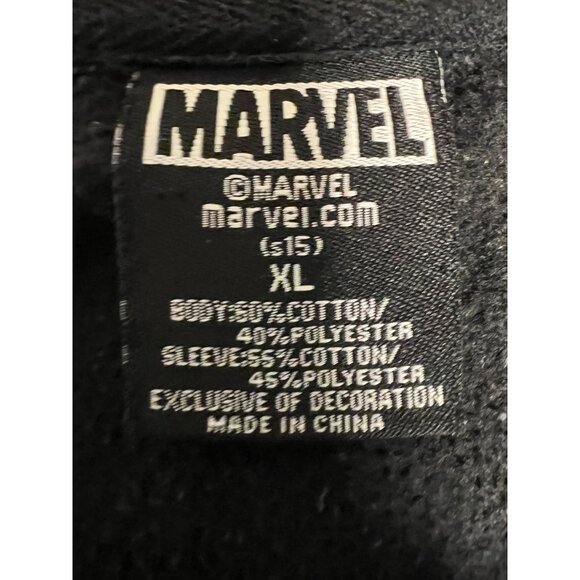 MARVEL
©MARVEL
marvel.com
(s15)
XL
BODY:60%COTTON/
40%POLYESTER
SLEEVE:55%COTTON/
45%POLYESTER
EXCLUSIVE OF DECORATION
MADE IN CHINA